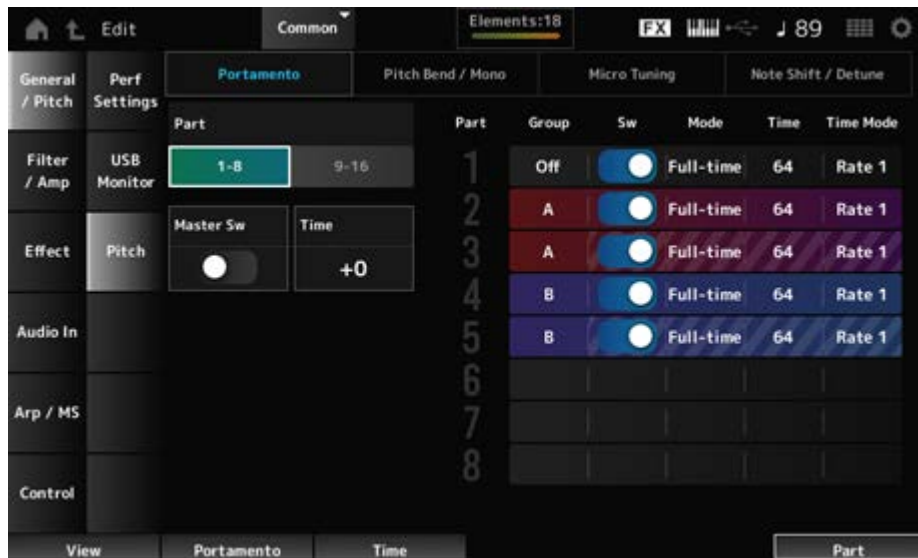 Edit
Common
Elements:18
FX
♩ 89
General / Pitch
Filter / Amp
Effect
Audio In
Arp / MS
Control
Perf Settings
USB Monitor
Pitch
Portamento
Pitch Bend / Mono
Micro Tuning
Note Shift / Detune
Part
1-8
9-16
Master Sw
Time
+0
Part Group Sw Mode Time Time Mode
1 Off Full-time 64 Rate 1
2 A Full-time 64 Rate 1
3 A Full-time 64 Rate 1
4 B Full-time 64 Rate 1
5 B Full-time 64 Rate 1
6
7
8
View
Portamento
Time
Part